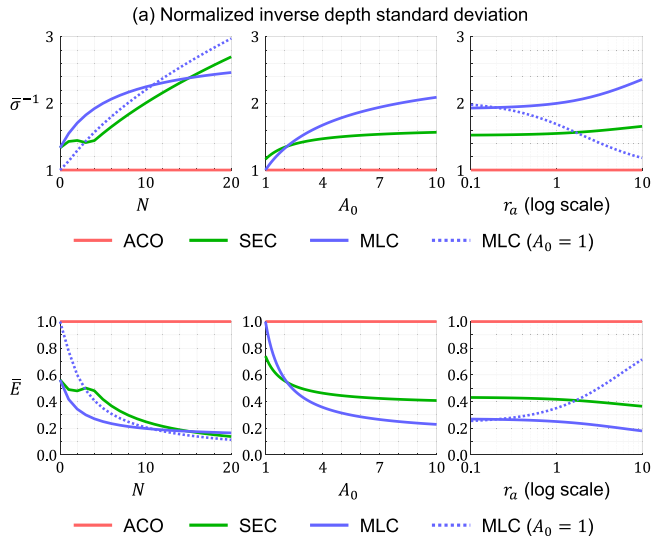 (a) Normalized inverse depth standard deviation
3 3 3
σ̄⁻¹ 2 2 2
1 1 1
0 10 20 1 4 7 10 0.1 1 10
N A₀ rₐ (log scale)
ACO SEC MLC MLC (A₀ = 1)
1.0 1.0 1.0
0.8 0.8 0.8
0.6 0.6 0.6
Ē
0.4 0.4 0.4
0.2 0.2 0.2
0.0 0.0 0.0
0 10 20 1 4 7 10 0.1 1 10
N A₀ rₐ (log scale)
ACO SEC MLC MLC (A₀ = 1)